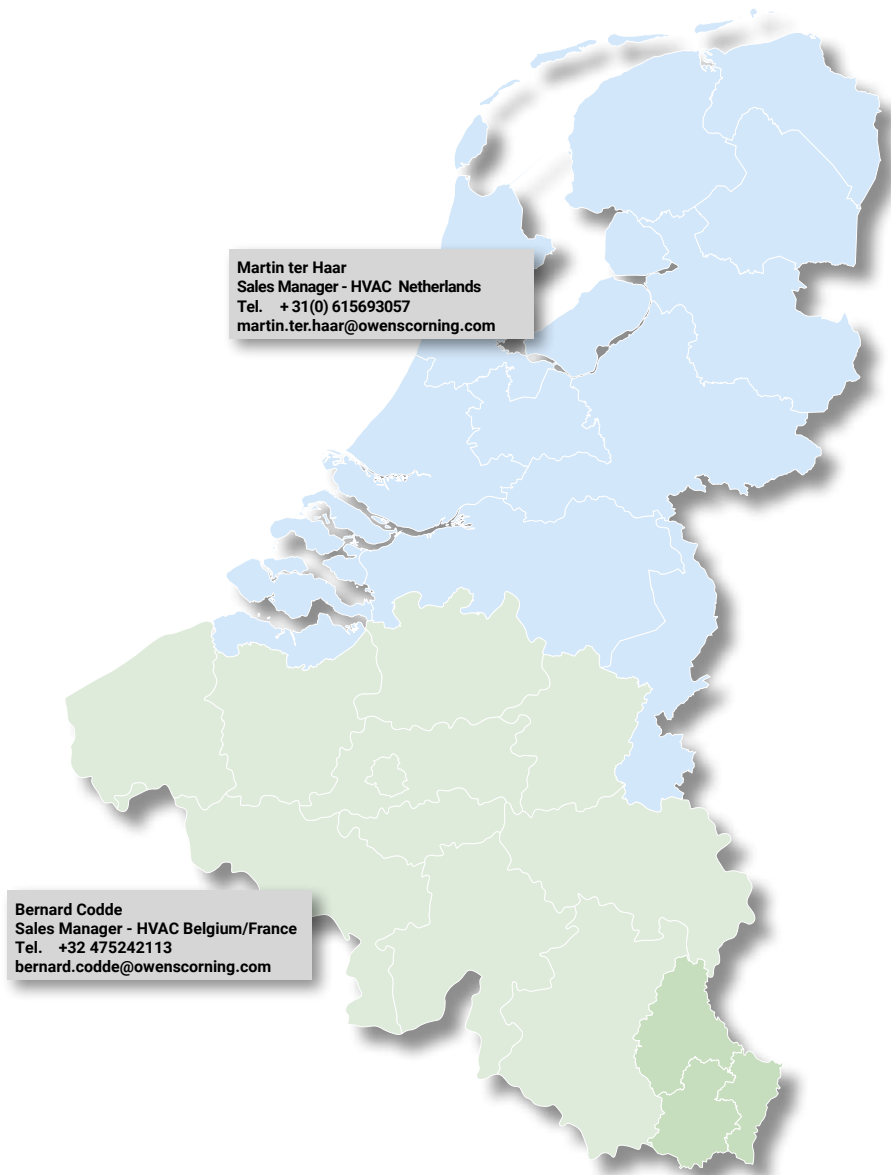 Martin ter Haar
Sales Manager - HVAC Netherlands
Tel. + 31(0) 615693057
martin.ter.haar@owenscorning.com
Bernard Codde
Sales Manager - HVAC Belgium/France
Tel. +32 475242113
bernard.codde@owenscorning.com